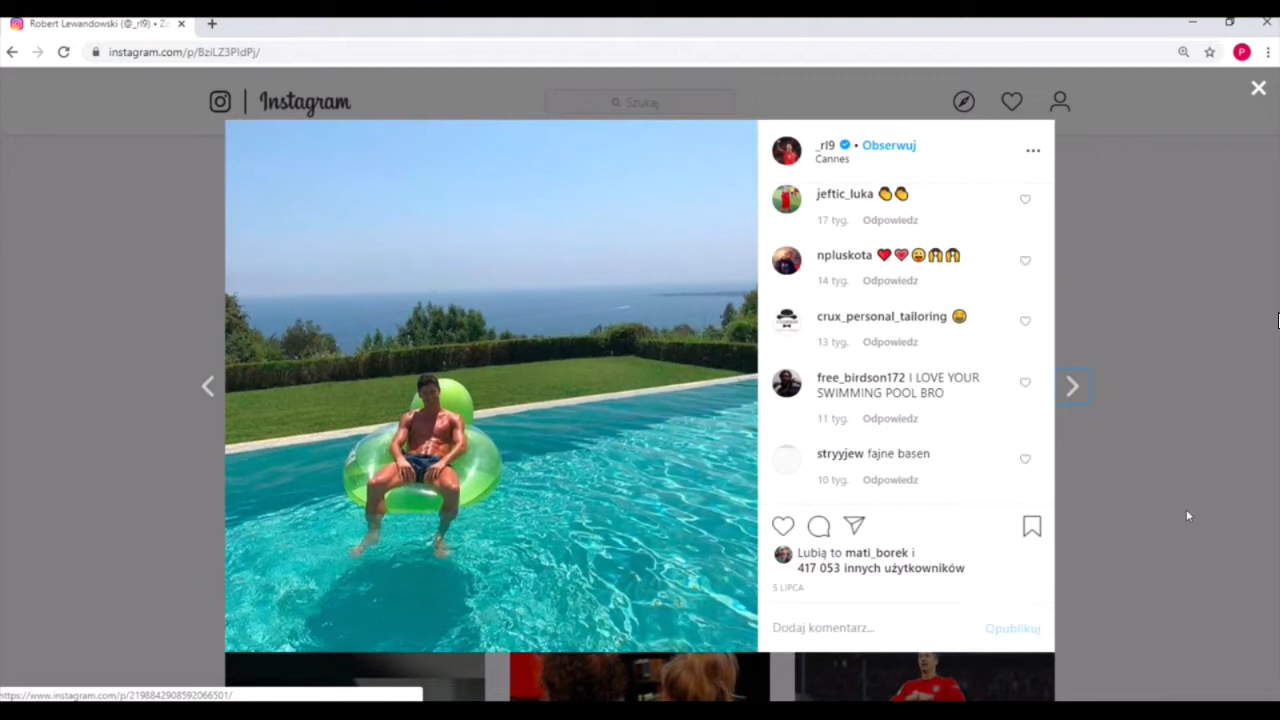 Robert Lewandowski (@_rl9) • Z
instagram.com/p/BziLZ3PIdPj/
P
Instagram
Szukaj
_rl9 • Obserwuj
Cannes
jeftic_luka 👏👏
17 tyg. Odpowiedz
npluskota
14 tyg. Odpowiedz
crux_personal_tailoring
13 tyg. Odpowiedz
free_birdson172 I LOVE YOUR
SWIMMING POOL BRO
11 tyg. Odpowiedz
stryyjew fajne basen
10 tyg. Odpowiedz
Lubią to mati_borek i
417 053 innych użytkowników
5 LIPCA
Dodaj komentarz... Opublikuj
https://www.instagram.com/p/2198842908592066501/